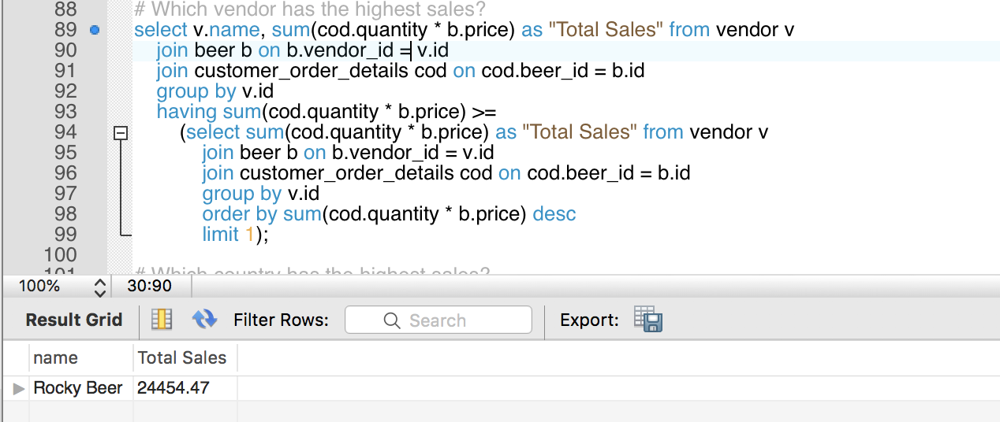 88 # Which vendor has the highest sales?
89 select v.name, sum(cod.quantity * b.price) as "Total Sales" from vendor v
90 join beer b on b.vendor_id = v.id
91 join customer_order_details cod on cod.beer_id = b.id
92 group by v.id
93 having sum(cod.quantity * b.price) >=
94 (select sum(cod.quantity * b.price) as "Total Sales" from vendor v
95 join beer b on b.vendor_id = v.id
96 join customer_order_details cod on cod.beer_id = b.id
97 group by v.id
98 order by sum(cod.quantity * b.price) desc
99 limit 1);
100
101 # Which country has the highest sales?
100% 30:90
Result Grid Filter Rows: Search Export:
name Total Sales
Rocky Beer 24454.47